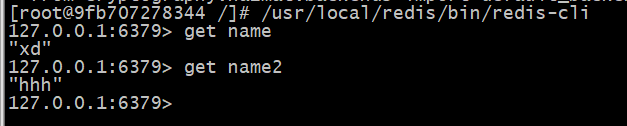 [root@9fb707278344 /]# /usr/local/redis/bin/redis-cli
127.0.0.1:6379> get name
"xd"
127.0.0.1:6379> get name2
"hhh"
127.0.0.1:6379>